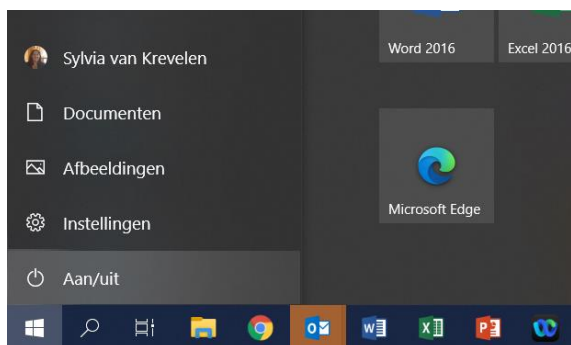 Sylvia van Krevelen
Documenten
Afbeeldingen
Instellingen
Aan/uit
Word 2016
Excel 2016
Microsoft Edge